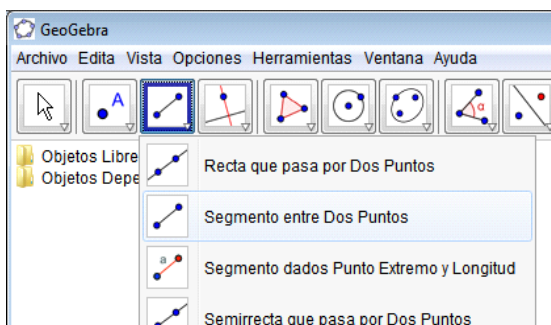 GeoGebra
Archivo Edita Vista Opciones Herramientas Ventana Ayuda
A
α
Objetos Libre
Objetos Depe
Recta que pasa por Dos Puntos
Segmento entre Dos Puntos
a
Segmento dados Punto Extremo y Longitud
Semirrecta que pasa por Dos Puntos